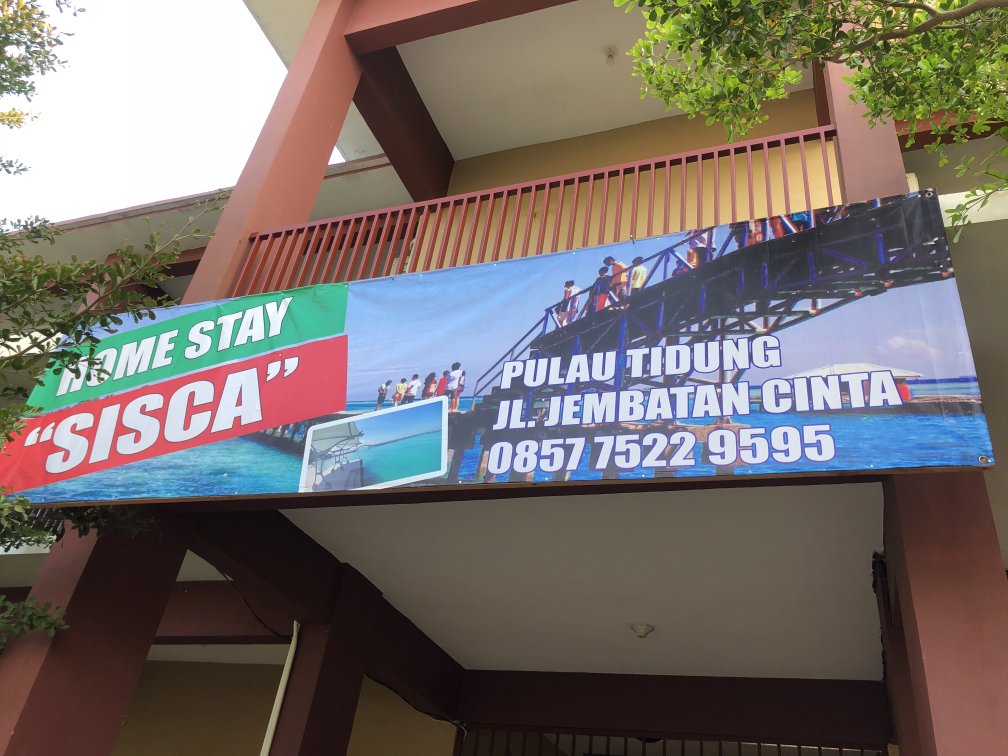 HOME STAY
"SISCA"
PULAU TIDUNG
JL. JEMBATAN CINTA
0857 7522 9595